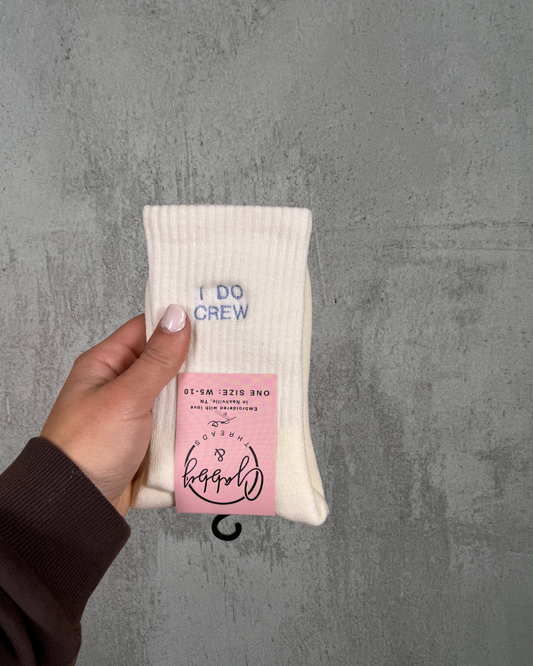 I DO
CREW
Gabby
&
THREADS
Embroidered with love
in Nashville, TN
ONE SIZE: W5-10